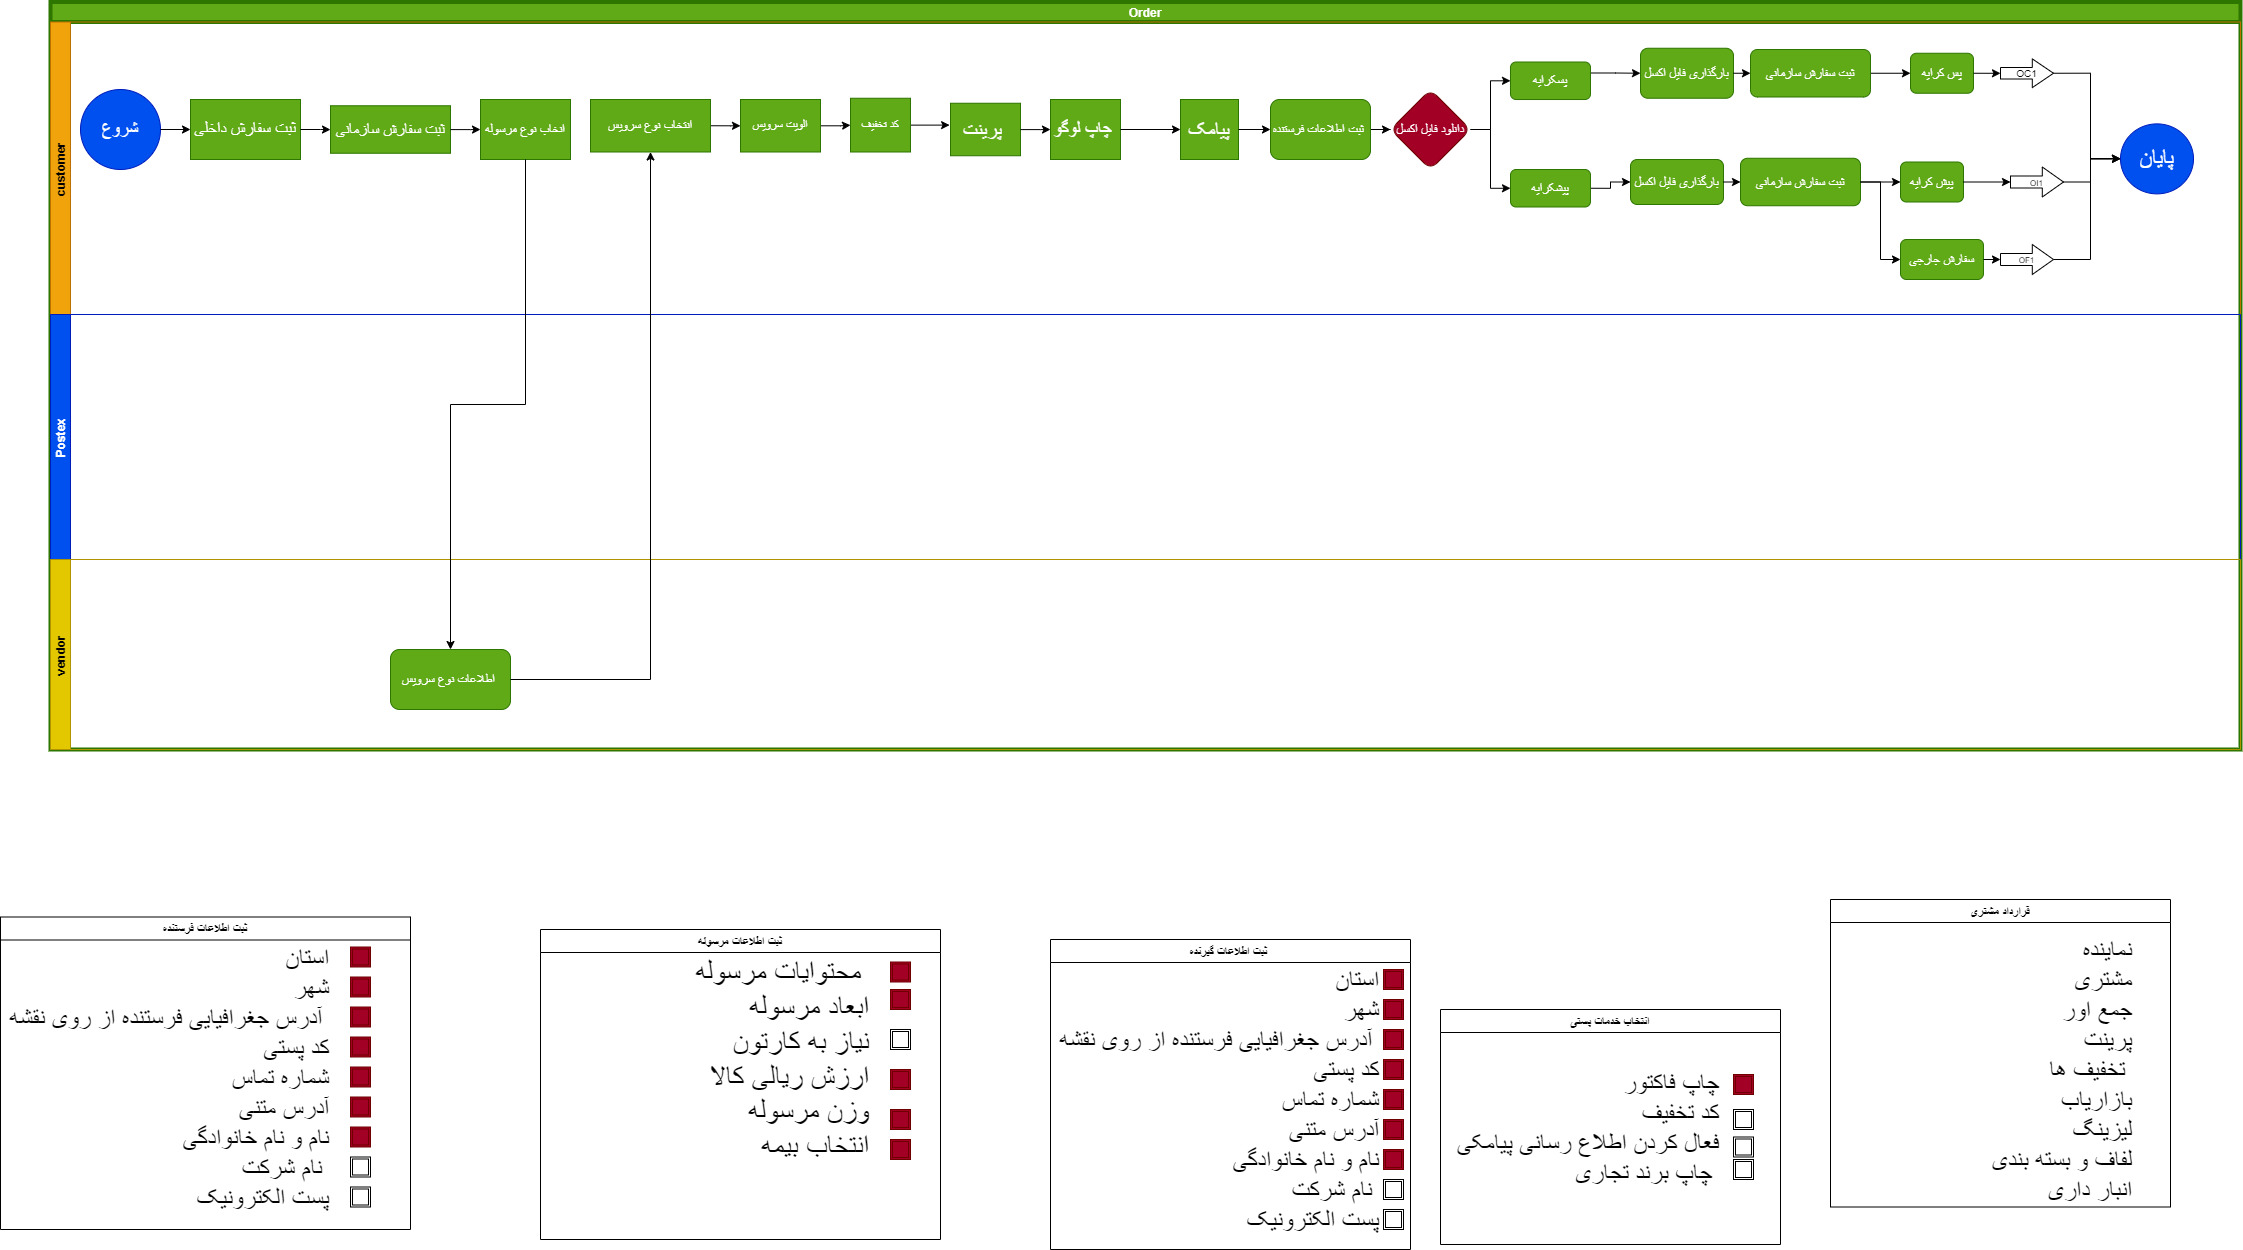 Order
customer
شروع
ثبت سفارش داخلی
ثبت سفارش سازمانی
انتخاب نوع مرسوله
انتخاب نوع سرویس
الویت سرویس
کد تخفیف
پرینت
چاپ لوگو
پیامک
ثبت اطلاعات فرستنده
دانلود فایل اکسل
پسکرایه
بارگذاری فایل اکسل
ثبت سفارش سازمانی
پس کرایه
OC1
پیشکرایه
بارگذاری فایل اکسل
ثبت سفارش سازمانی
پیش کرایه
OI1
سفارش خارجی
OF1
پایان
Postex
vendor
اطلاعات نوع سرویس
ثبت اطلاعات فرستنده
استان
شهر
آدرس جغرافیایی فرستنده از روی نقشه
کد پستی
شماره تماس
آدرس متنی
نام و نام خانوادگی
نام شرکت
پست الکترونیک
ثبت اطلاعات مرسوله
محتوایات مرسوله
ابعاد مرسوله
نیاز به کارتون
ارزش ریالی کالا
وزن مرسوله
انتخاب بیمه
ثبت اطلاعات گیرنده
استان
شهر
آدرس جغرافیایی فرستنده از روی نقشه
کد پستی
شماره تماس
آدرس متنی
نام و نام خانوادگی
نام شرکت
پست الکترونیک
انتخاب خدمات پستی
چاپ فاکتور
کد تخفیف
فعال کردن اطلاع رسانی پیامکی
چاپ برند تجاری
قرارداد مشتری
نماینده
مشتری
جمع اور
پرینت
تخفیف ها
بازاریاب
لیزینگ
لفاف و بسته بندی
انبار داری